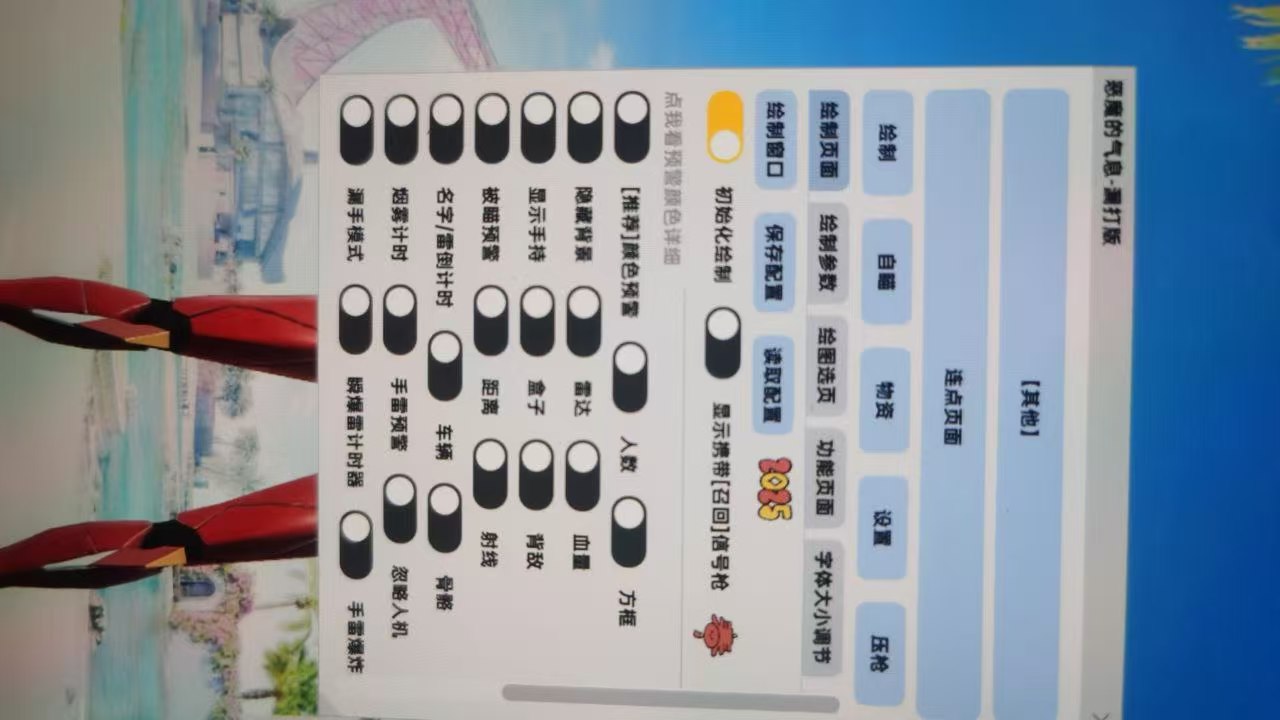 恶魔的气息-漏打版
【其他】
连点页面
绘制 自瞄 物资 设置 压枪
绘制页面 绘制参数 绘图选页 功能页面 字体大小调节
绘制窗口 保存配置 读取配置 2025
初始化绘制 显示携带[召回]信号枪
点我看预警颜色详细
[推荐]颜色预警 人数 方框
隐藏背景 雷达 血量
显示手持 盒子 背敌
被瞄预警 距离 射线
名字/雷倒计时 车辆 骨骼
烟雾计时 手雷预警 忽略人机
漏手模式 瞬爆雷计时器 手雷爆炸